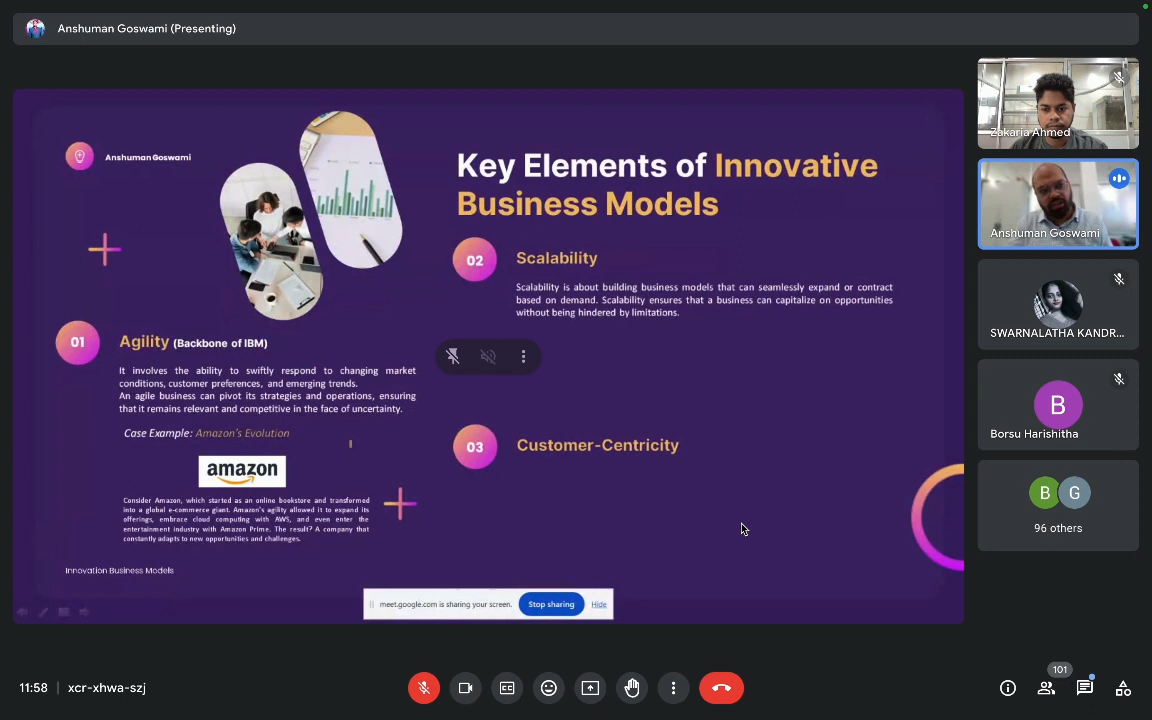 Anshuman Goswami (Presenting)
Anshuman Goswami
Key Elements of Innovative
Business Models
01
Agility (Backbone of IBM)
It involves the ability to swiftly respond to changing market
conditions, customer preferences, and emerging trends.
An agile business can pivot its strategies and operations, ensuring
that it remains relevant and competitive in the face of uncertainty.
Case Example: Amazon's Evolution
amazon
Consider Amazon, which started as an online bookstore and transformed
into a global e-commerce giant. Amazon's agility allowed it to expand its
offerings, embrace cloud computing with AWS, and even enter the
entertainment industry with Amazon Prime. The result? A company that
constantly adapts to new opportunities and challenges.
Innovation Business Models
02
Scalability
Scalability is about building business models that can seamlessly expand or contract
based on demand. Scalability ensures that a business can capitalize on opportunities
without being hindered by limitations.
03
Customer-Centricity
meet.google.com is sharing your screen.
Stop sharing
Hide
Zakaria Ahmed
Anshuman Goswami
SWARNALATHA KANDR...
B
Borsu Harishitha
B
G
96 others
11:58 | xcr-xhwa-szj
101